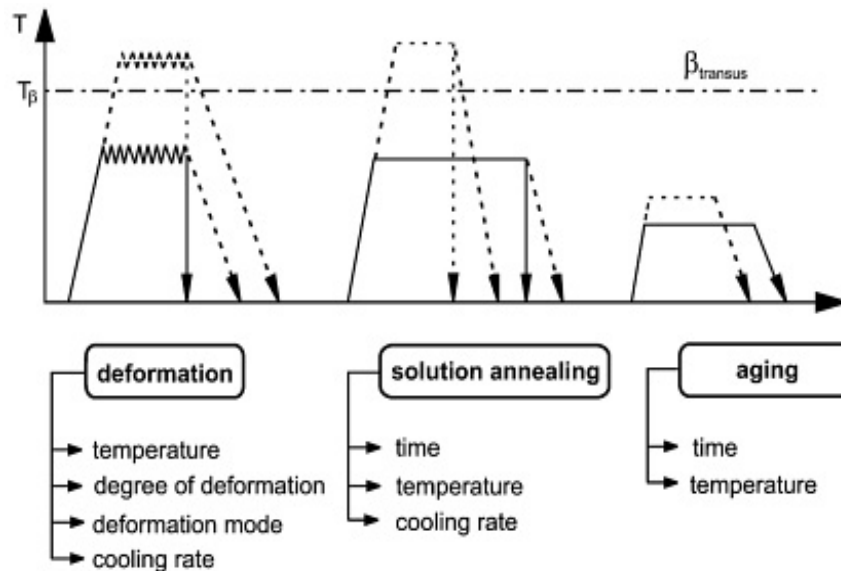 T
βtransus
Tβ
deformation
solution annealing
aging
temperature
degree of deformation
deformation mode
cooling rate
time
temperature
cooling rate
time
temperature